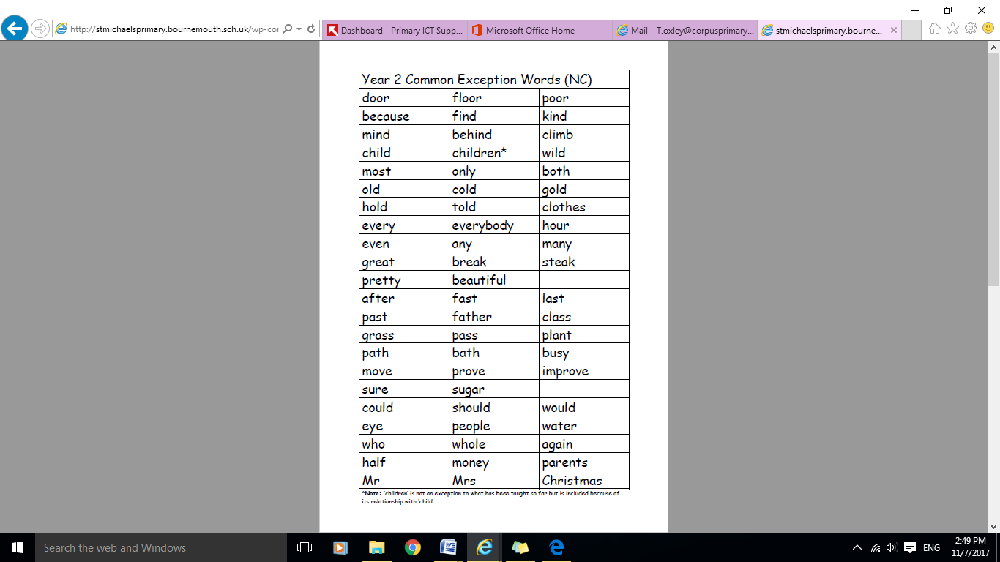 http://stmichaelsprimary.bournemouth.sch.uk/wp-cor
Dashboard - Primary ICT Supp...
Microsoft Office Home
Mail – T.oxley@corpusprimary...
stmichaelsprimary.bourne...
Year 2 Common Exception Words (NC)
door floor poor
because find kind
mind behind climb
child children* wild
most only both
old cold gold
hold told clothes
every everybody hour
even any many
great break steak
pretty beautiful
after fast last
past father class
grass pass plant
path bath busy
move prove improve
sure sugar
could should would
eye people water
who whole again
half money parents
Mr Mrs Christmas
*Note: 'children' is not an exception to what has been taught so far but is included because of
its relationship with 'child'.
Search the web and Windows
ENG
2:49 PM
11/7/2017